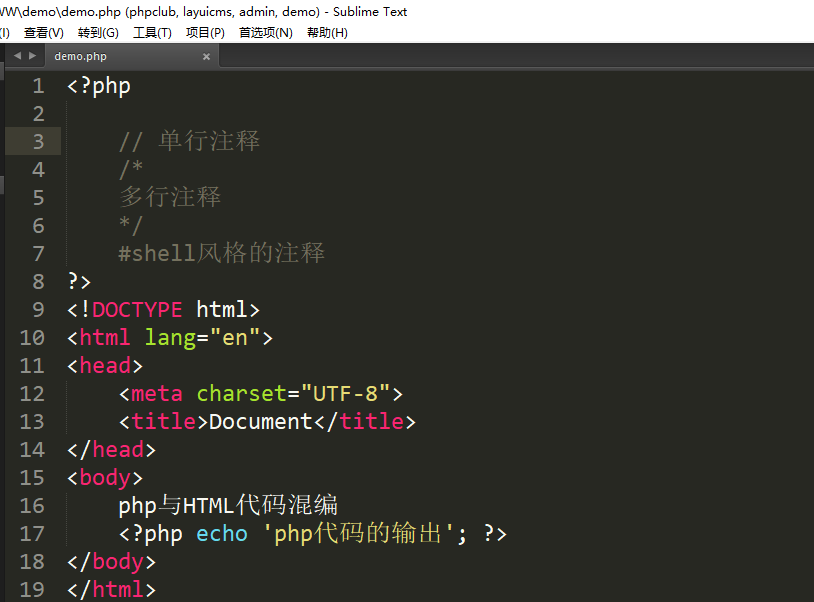 WW\demo\demo.php (phpclub, layuicms, admin, demo) - Sublime Text
(I) 查看(V) 转到(G) 工具(T) 项目(P) 首选项(N) 帮助(H)
demo.php ×
1 <?php
2
3 // 单行注释
4 /*
5 多行注释
6 */
7 #shell风格的注释
8 ?>
9 <!DOCTYPE html>
10 <html lang="en">
11 <head>
12 <meta charset="UTF-8">
13 <title>Document</title>
14 </head>
15 <body>
16 php与HTML代码混编
17 <?php echo 'php代码的输出'; ?>
18 </body>
19 </html>